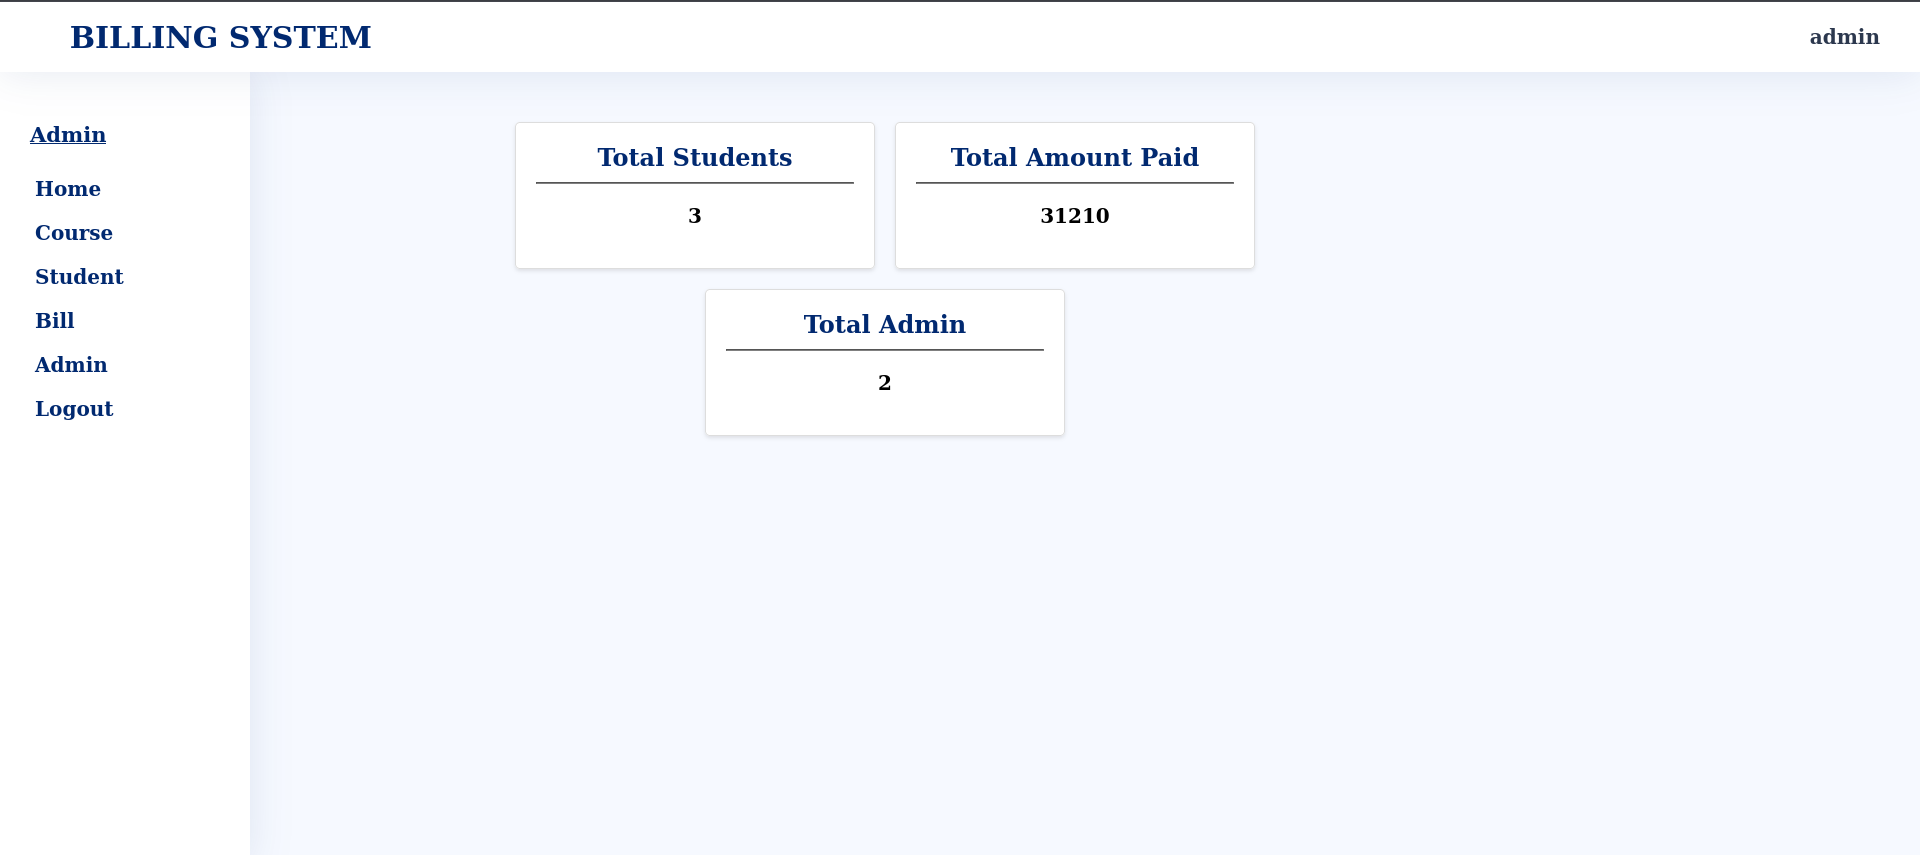 BILLING SYSTEM
admin
Admin
Home
Course
Student
Bill
Admin
Logout
Total Students
3
Total Amount Paid
31210
Total Admin
2